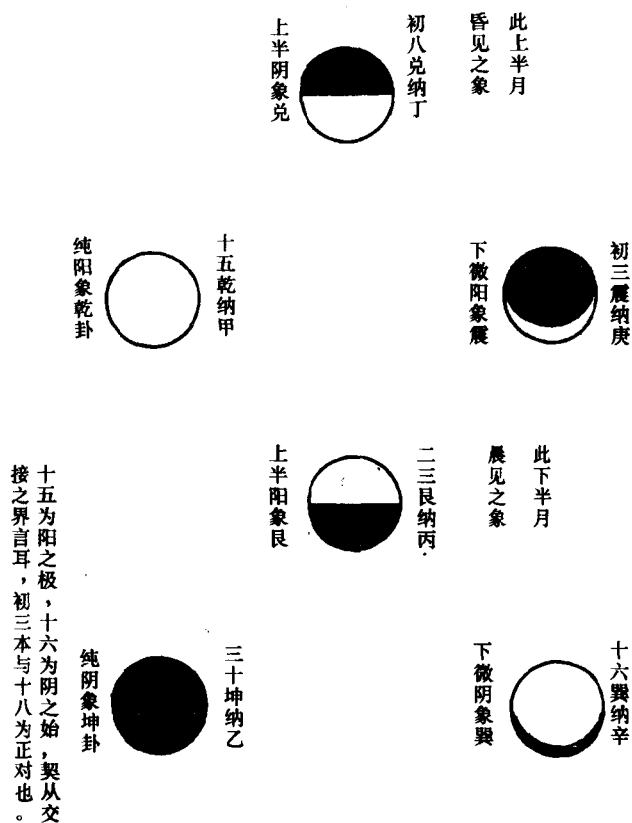 此上半月
昏见之象
初八兑纳丁
上半阴象兑
初三震纳庚
下微阳象震
十五乾纳甲
纯阳象乾卦
此下半月
晨见之象
二三艮纳丙
上半阳象艮
十六巽纳辛
下微阴象巽
三十坤纳乙
纯阴象坤卦
十五为阳之极，十六为阴之始，契从交
接之界言耳，初三本与十八为正对也。